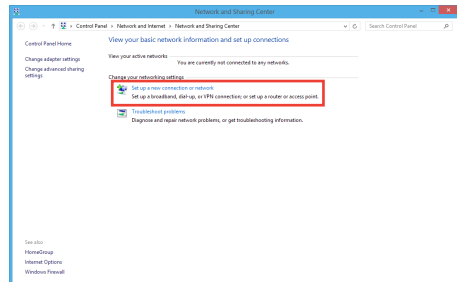 Network and Sharing Center
Control Panel ▸ Network and Internet ▸ Network and Sharing Center
Search Control Panel
Control Panel Home
Change adapter settings
Change advanced sharing
settings
View your basic network information and set up connections
View your active networks
You are currently not connected to any networks.
Change your networking settings
Set up a new connection or network
Set up a broadband, dial-up, or VPN connection; or set up a router or access point.
Troubleshoot problems
Diagnose and repair network problems, or get troubleshooting information.
See also
HomeGroup
Internet Options
Windows Firewall